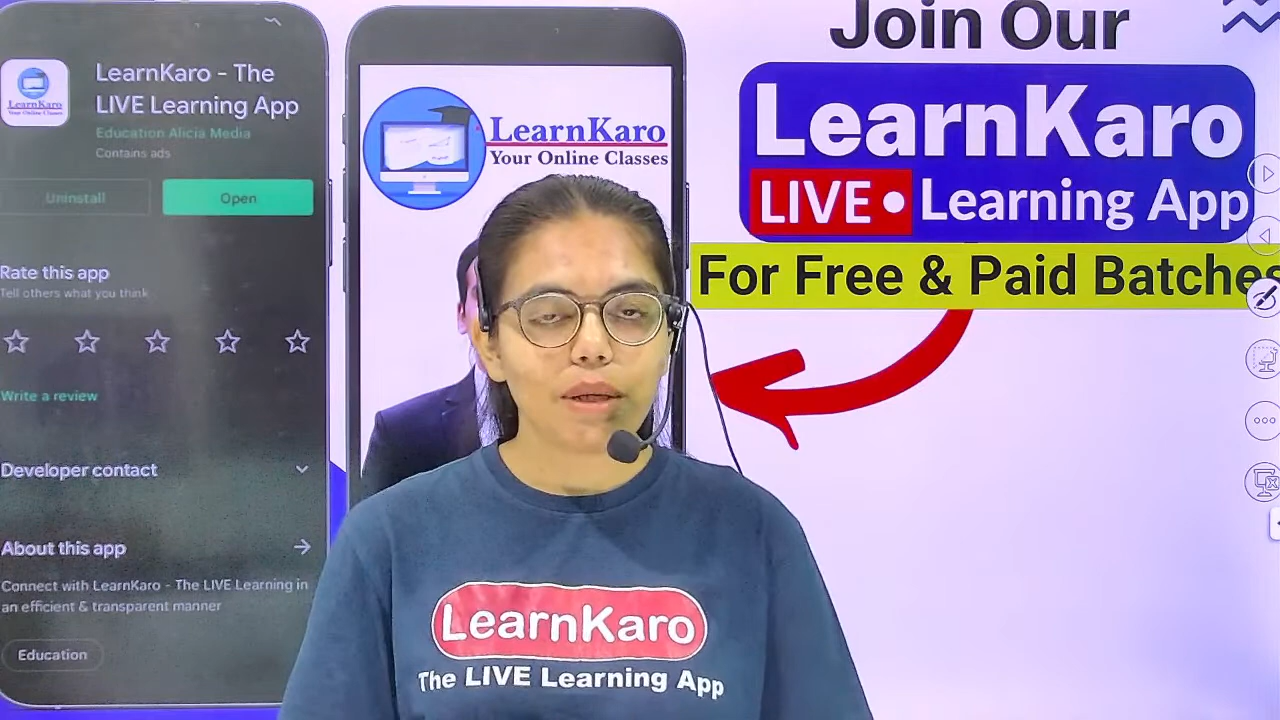 LearnKaro - The
LIVE Learning App
Education Alicia Media
Contains ads
Uninstall
Open
Rate this app
Tell others what you think
Write a review
Developer contact
About this app
Connect with LearnKaro - The LIVE Learning in
an efficient & transparent manner
Education
LearnKaro
Your Online Classes
LearnKaro
Your Online Classes
Join Our
LearnKaro
LIVE • Learning App
For Free & Paid Batches
LearnKaro
The LIVE Learning App